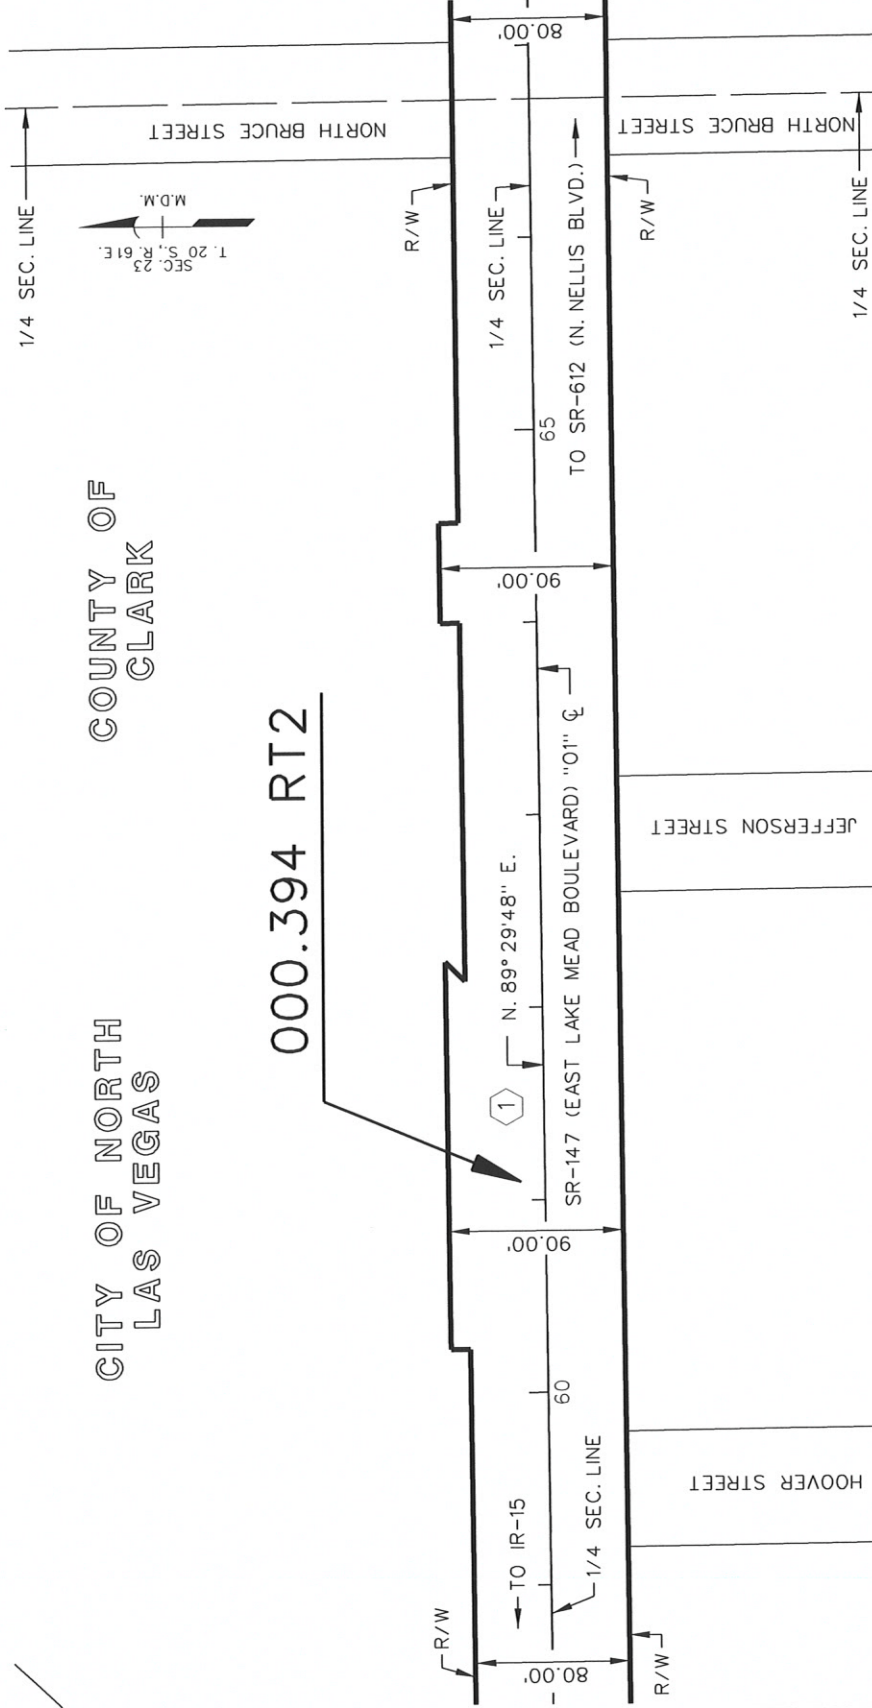 CITY OF NORTH
LAS VEGAS
COUNTY OF
CLARK
1/4 SEC. LINE
SEC. 23
T. 20 S., R. 61 E.
M.D.M.
NORTH BRUCE STREET
000.394 RT2
R/W
R/W
80.00'
TO IR-15
60
1/4 SEC. LINE
R/W
90.00'
1
N. 89° 29'48" E.
SR-147 (EAST LAKE MEAD BOULEVARD) "O1" ℄
90.00'
65
TO SR-612 (N. NELLIS BLVD.)
1/4 SEC. LINE
R/W
R/W
80.00'
HOOVER STREET
JEFFERSON STREET
NORTH BRUCE STREET
1/4 SEC. LINE